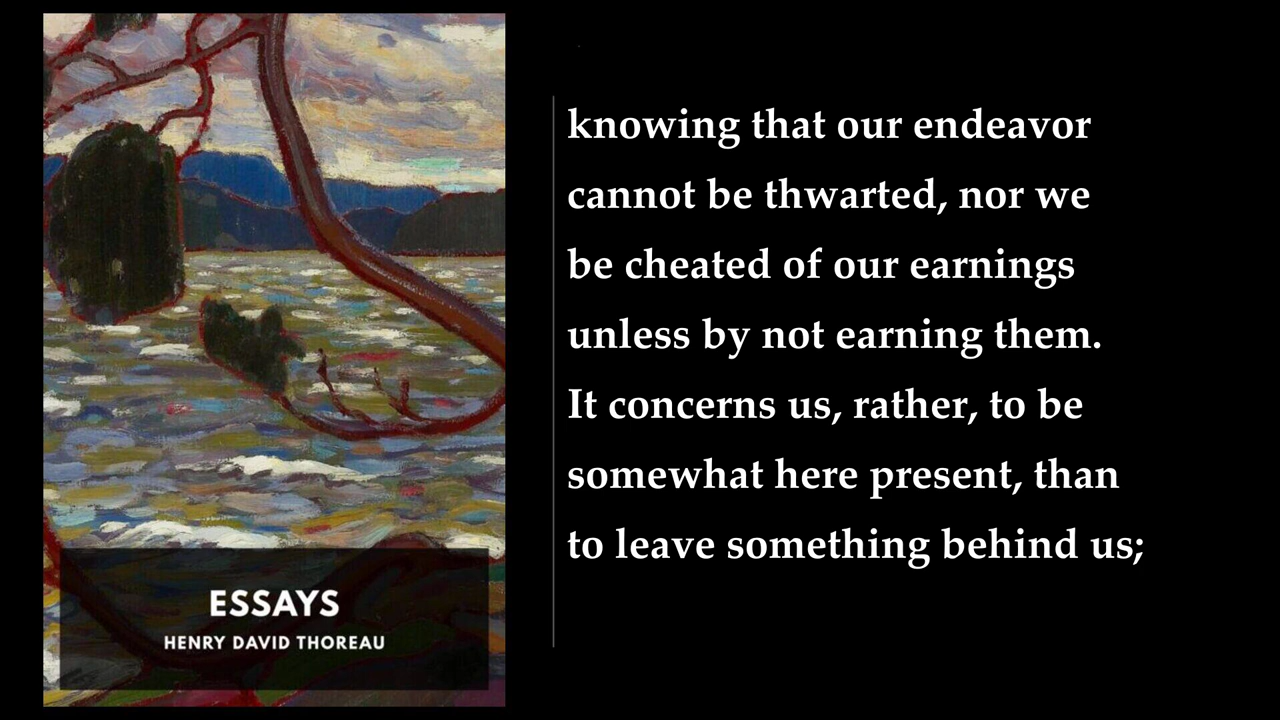 ESSAYS
HENRY DAVID THOREAU
knowing that our endeavor
cannot be thwarted, nor we
be cheated of our earnings
unless by not earning them.
It concerns us, rather, to be
somewhat here present, than
to leave something behind us;